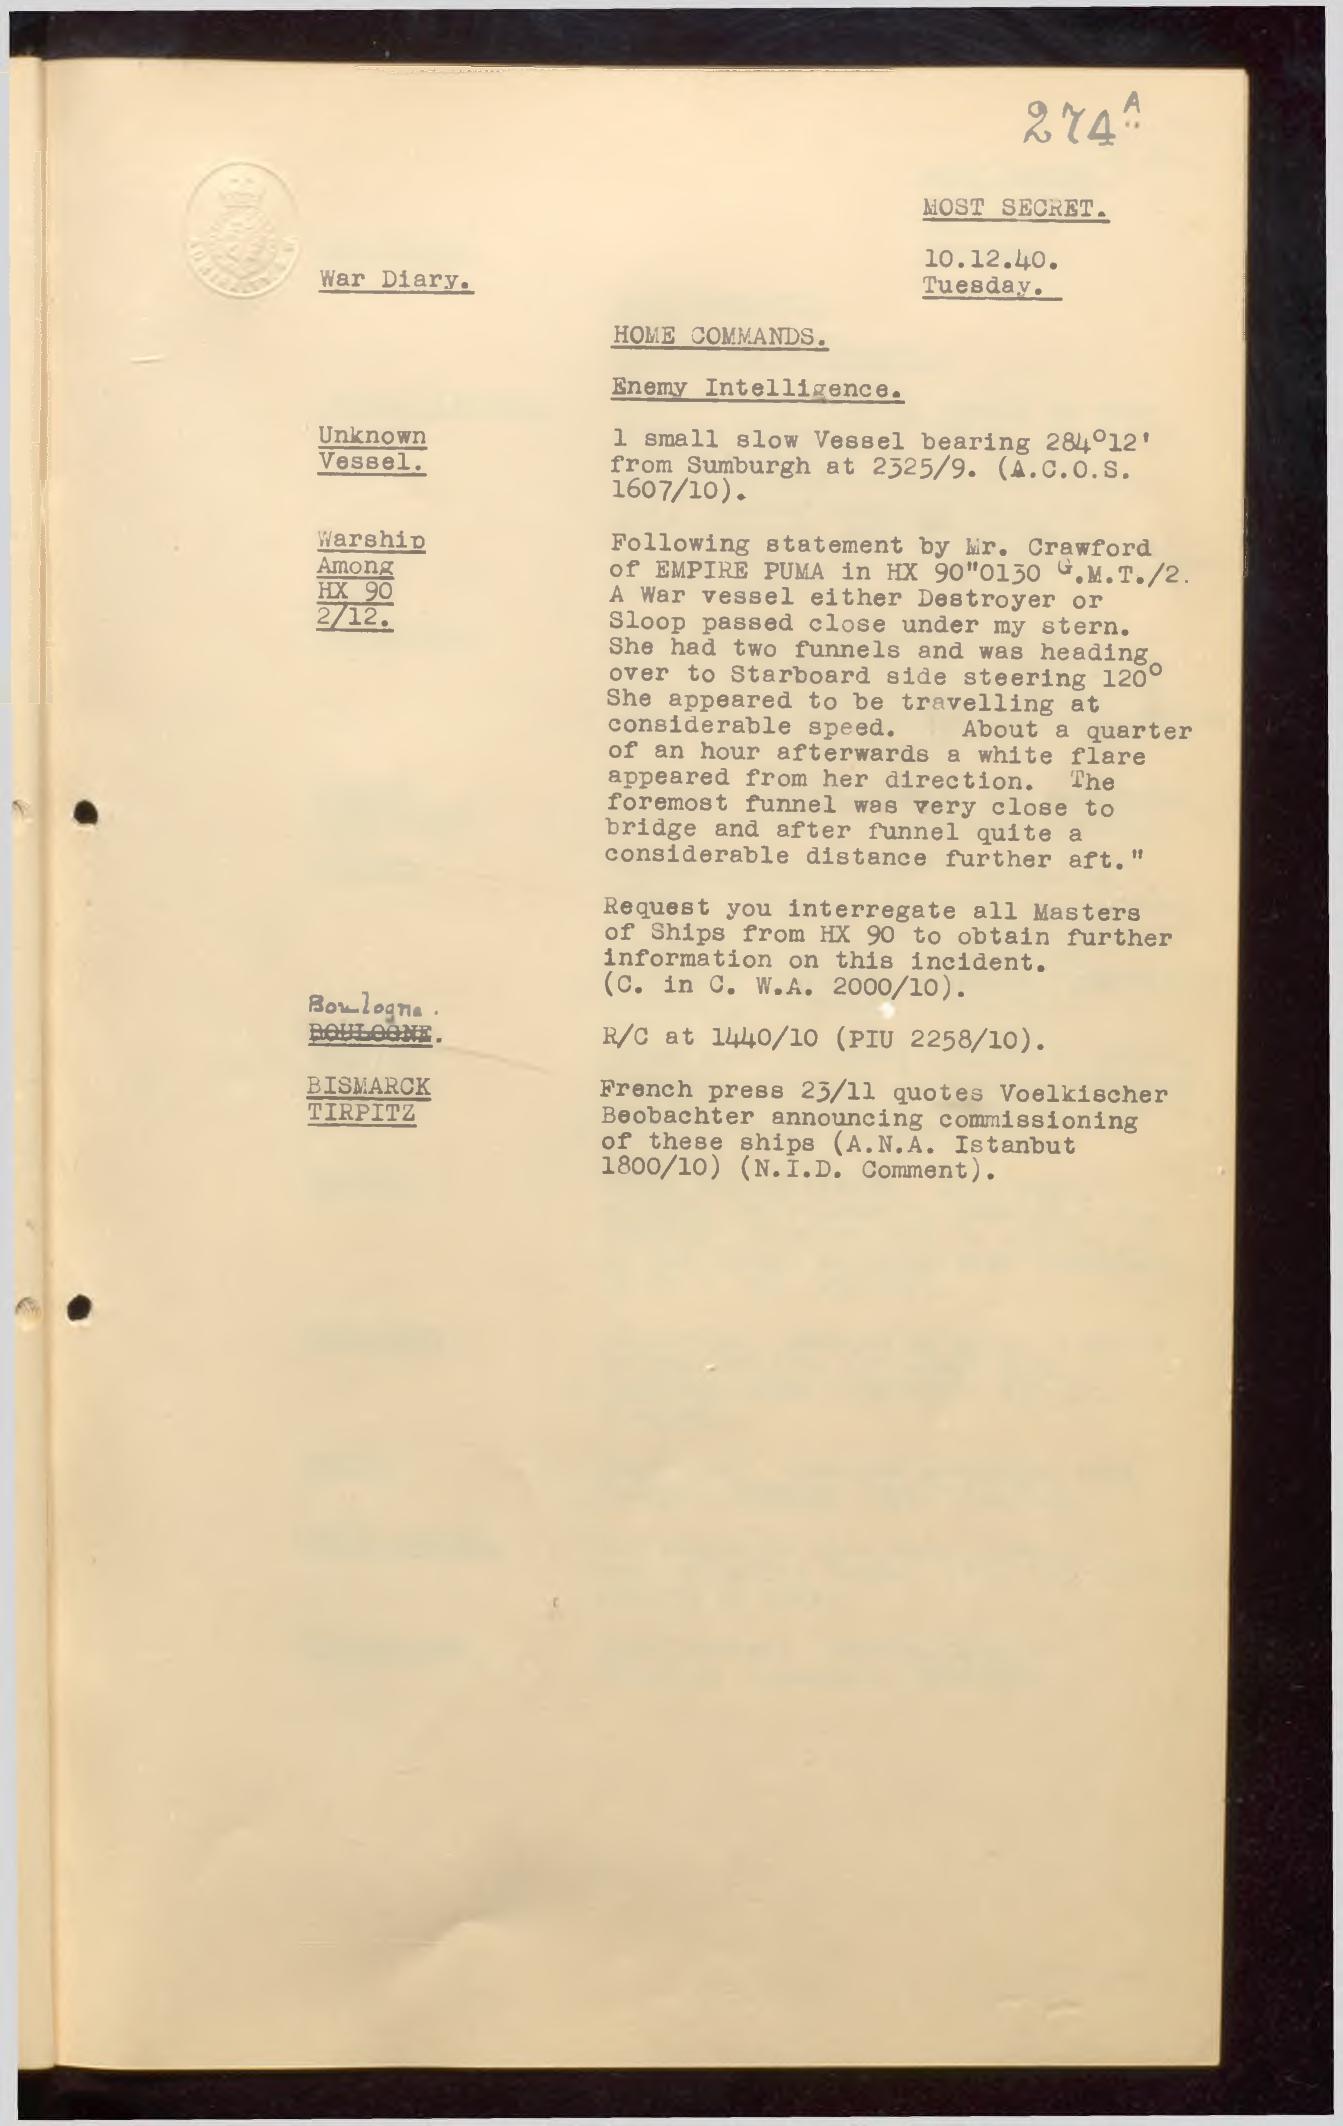 274 A
MOST SECRET.
10.12.40.
Tuesday.
War Diary.
HOME COMMANDS.
Enemy Intelligence.
Unknown
Vessel.
1 small slow Vessel bearing 284°12'
from Sumburgh at 2325/9. (A.C.O.S.
1607/10).
Warship
Among
HX 90
2/12.
Following statement by Mr. Crawford
of EMPIRE PUMA in HX 90"0130 G.M.T./2.
A War vessel either Destroyer or
Sloop passed close under my stern.
She had two funnels and was heading
over to Starboard side steering 120°
She appeared to be travelling at
considerable speed. About a quarter
of an hour afterwards a white flare
appeared from her direction. The
foremost funnel was very close to
bridge and after funnel quite a
considerable distance further aft."
Request you interregate all Masters
of Ships from HX 90 to obtain further
information on this incident.
(C. in C. W.A. 2000/10).
Boulogne.
BOULOGNE.
R/C at 1440/10 (PIU 2258/10).
BISMARCK
TIRPITZ
French press 23/11 quotes Voelkischer
Beobachter announcing commissioning
of these ships (A.N.A. Istanbut
1800/10) (N.I.D. Comment).